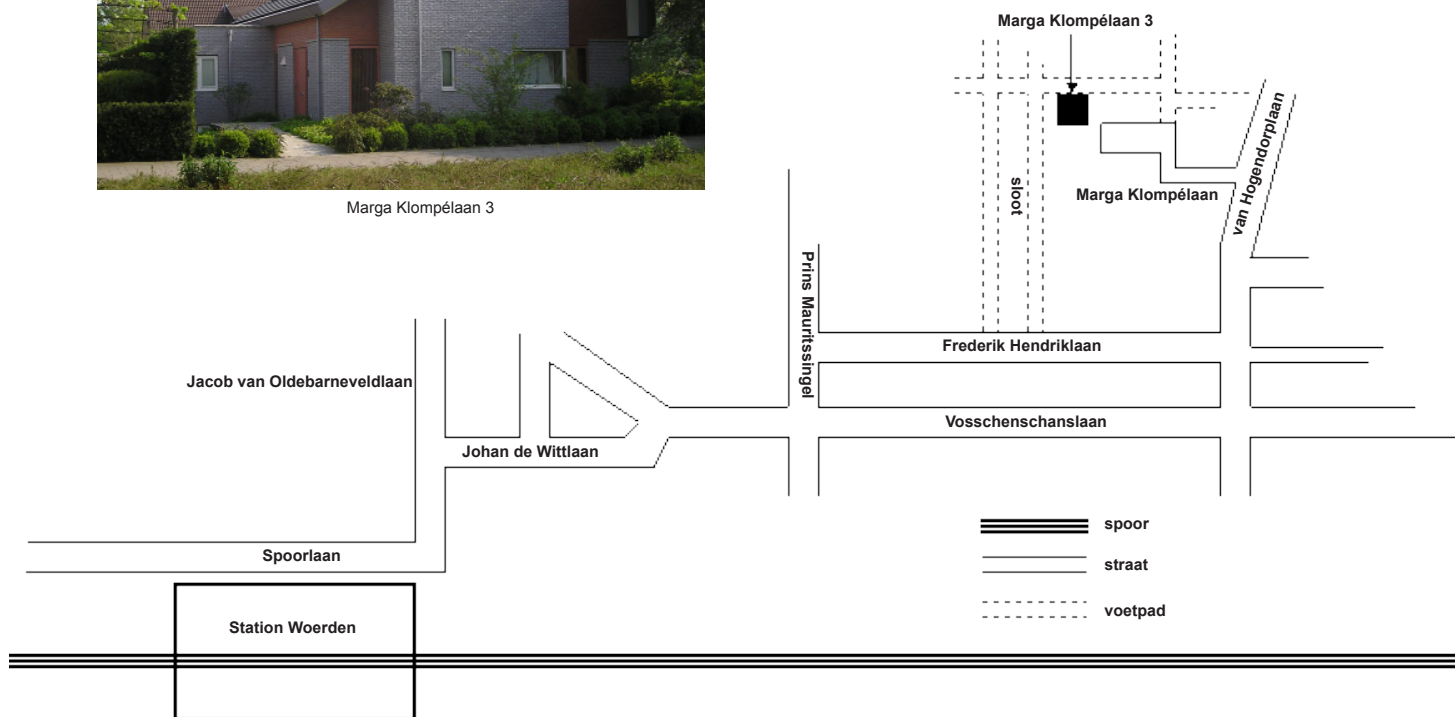 Marga Klompélaan 3
Marga Klompélaan 3
van Hogendorplaan
sloot
Marga Klompélaan
Prins Mauritssingel
Frederik Hendriklaan
Jacob van Oldebarneveldlaan
Vosschenschanslaan
Johan de Wittlaan
spoor
Spoorlaan
straat
voetpad
Station Woerden